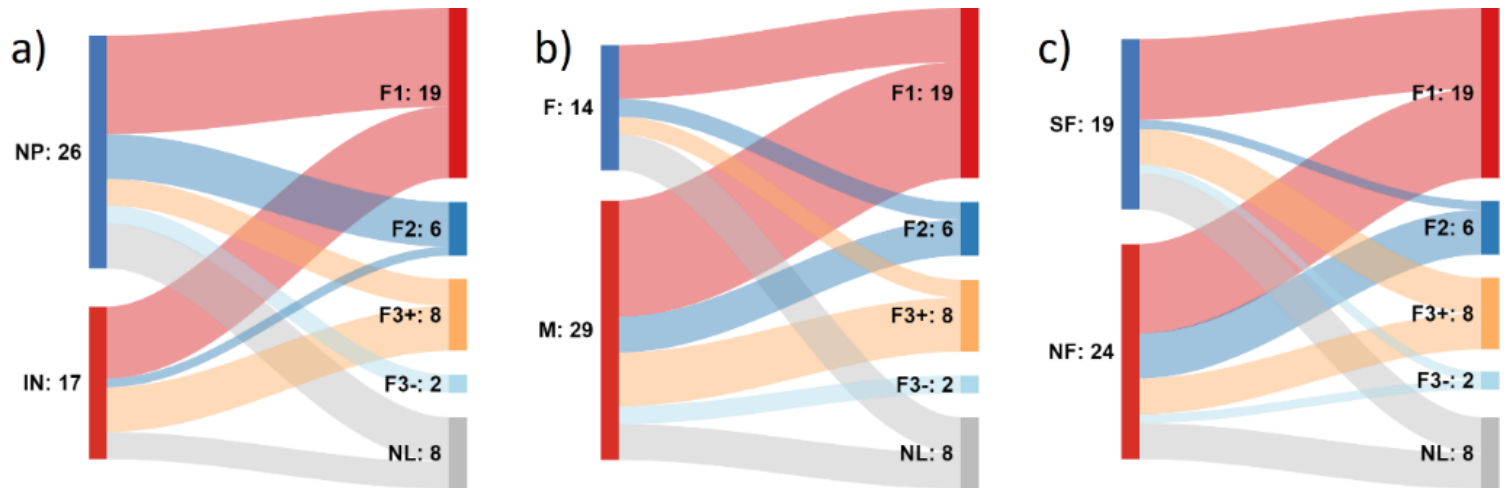 a)
NP: 26
IN: 17
F1: 19
F2: 6
F3+: 8
F3-: 2
NL: 8
b)
F: 14
M: 29
F1: 19
F2: 6
F3+: 8
F3-: 2
NL: 8
c)
SF: 19
NF: 24
F1: 19
F2: 6
F3+: 8
F3-: 2
NL: 8